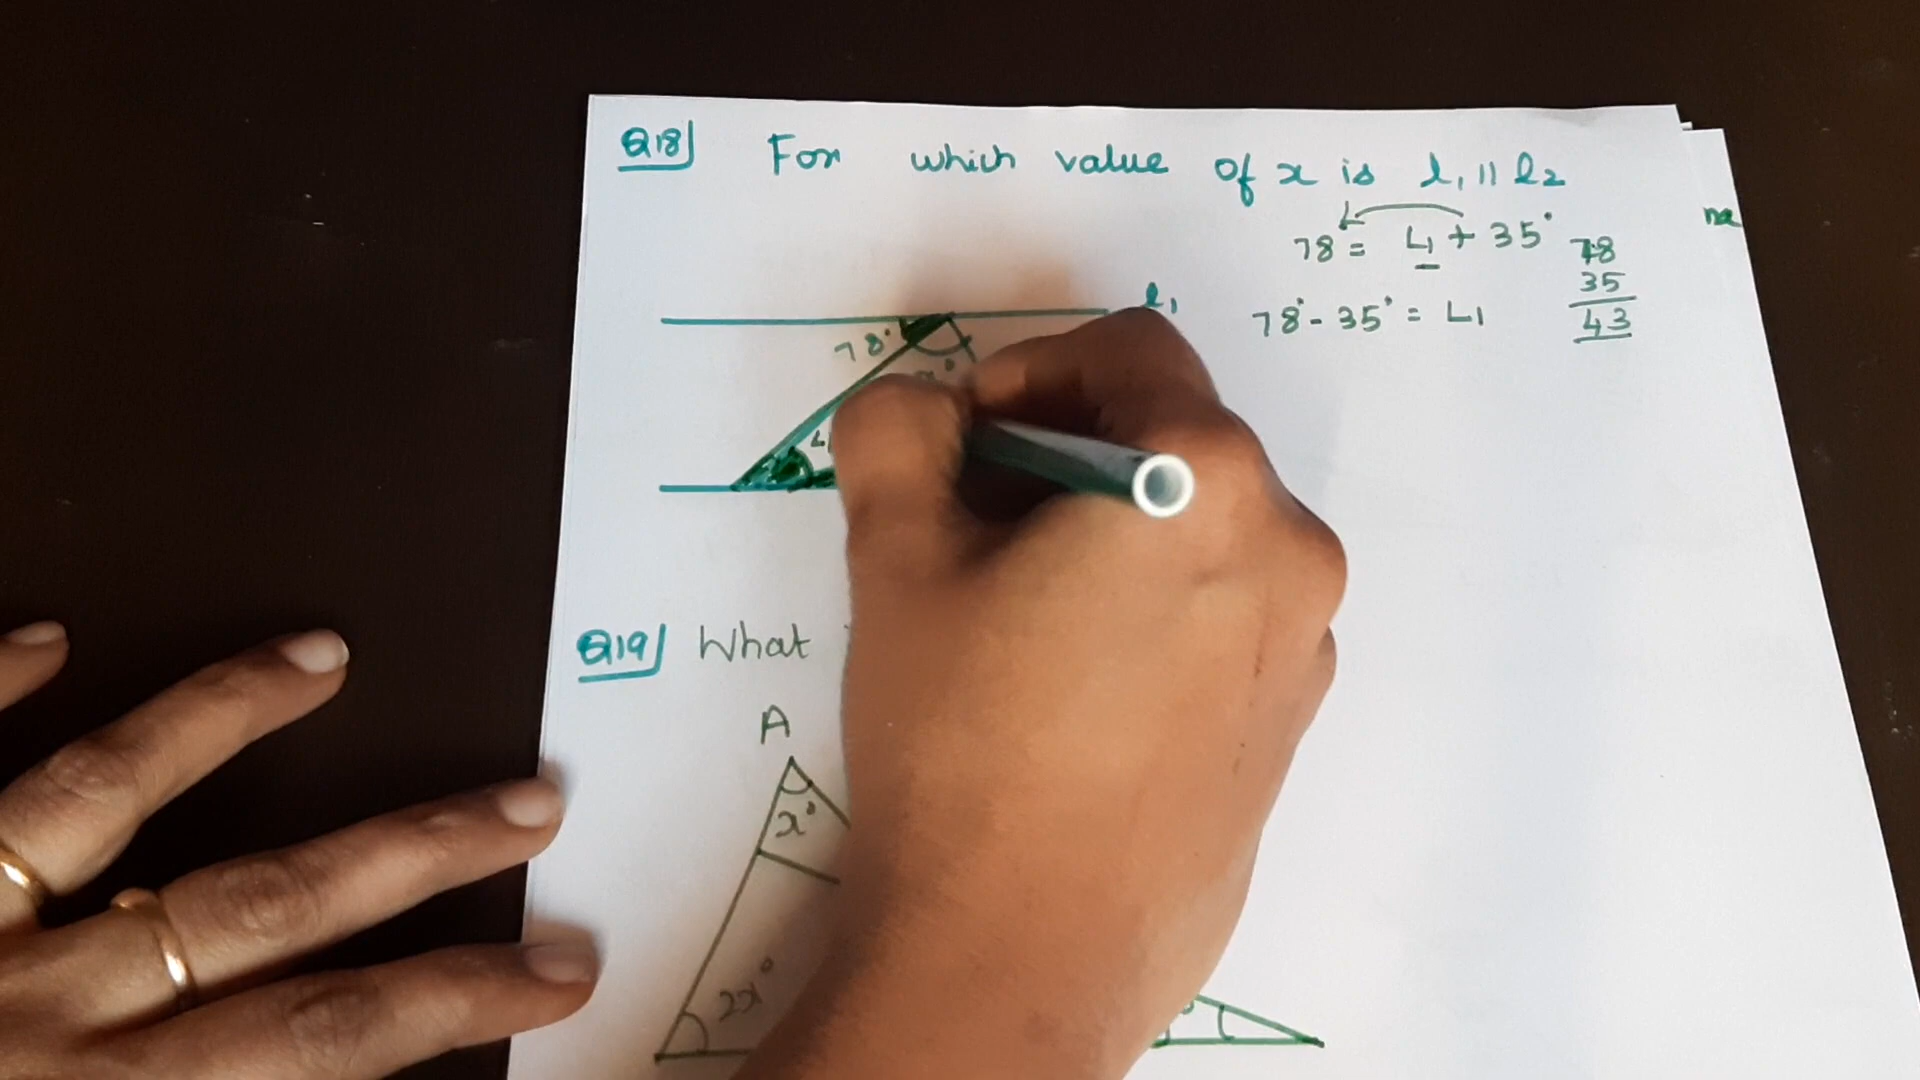 Q18 For which value of x is l₁ ∥ l₂
78 = ∠1 + 35°
78
35
43
78° - 35° = ∠1
l₁
78°
x°
Q19 What
A
x°
2x°